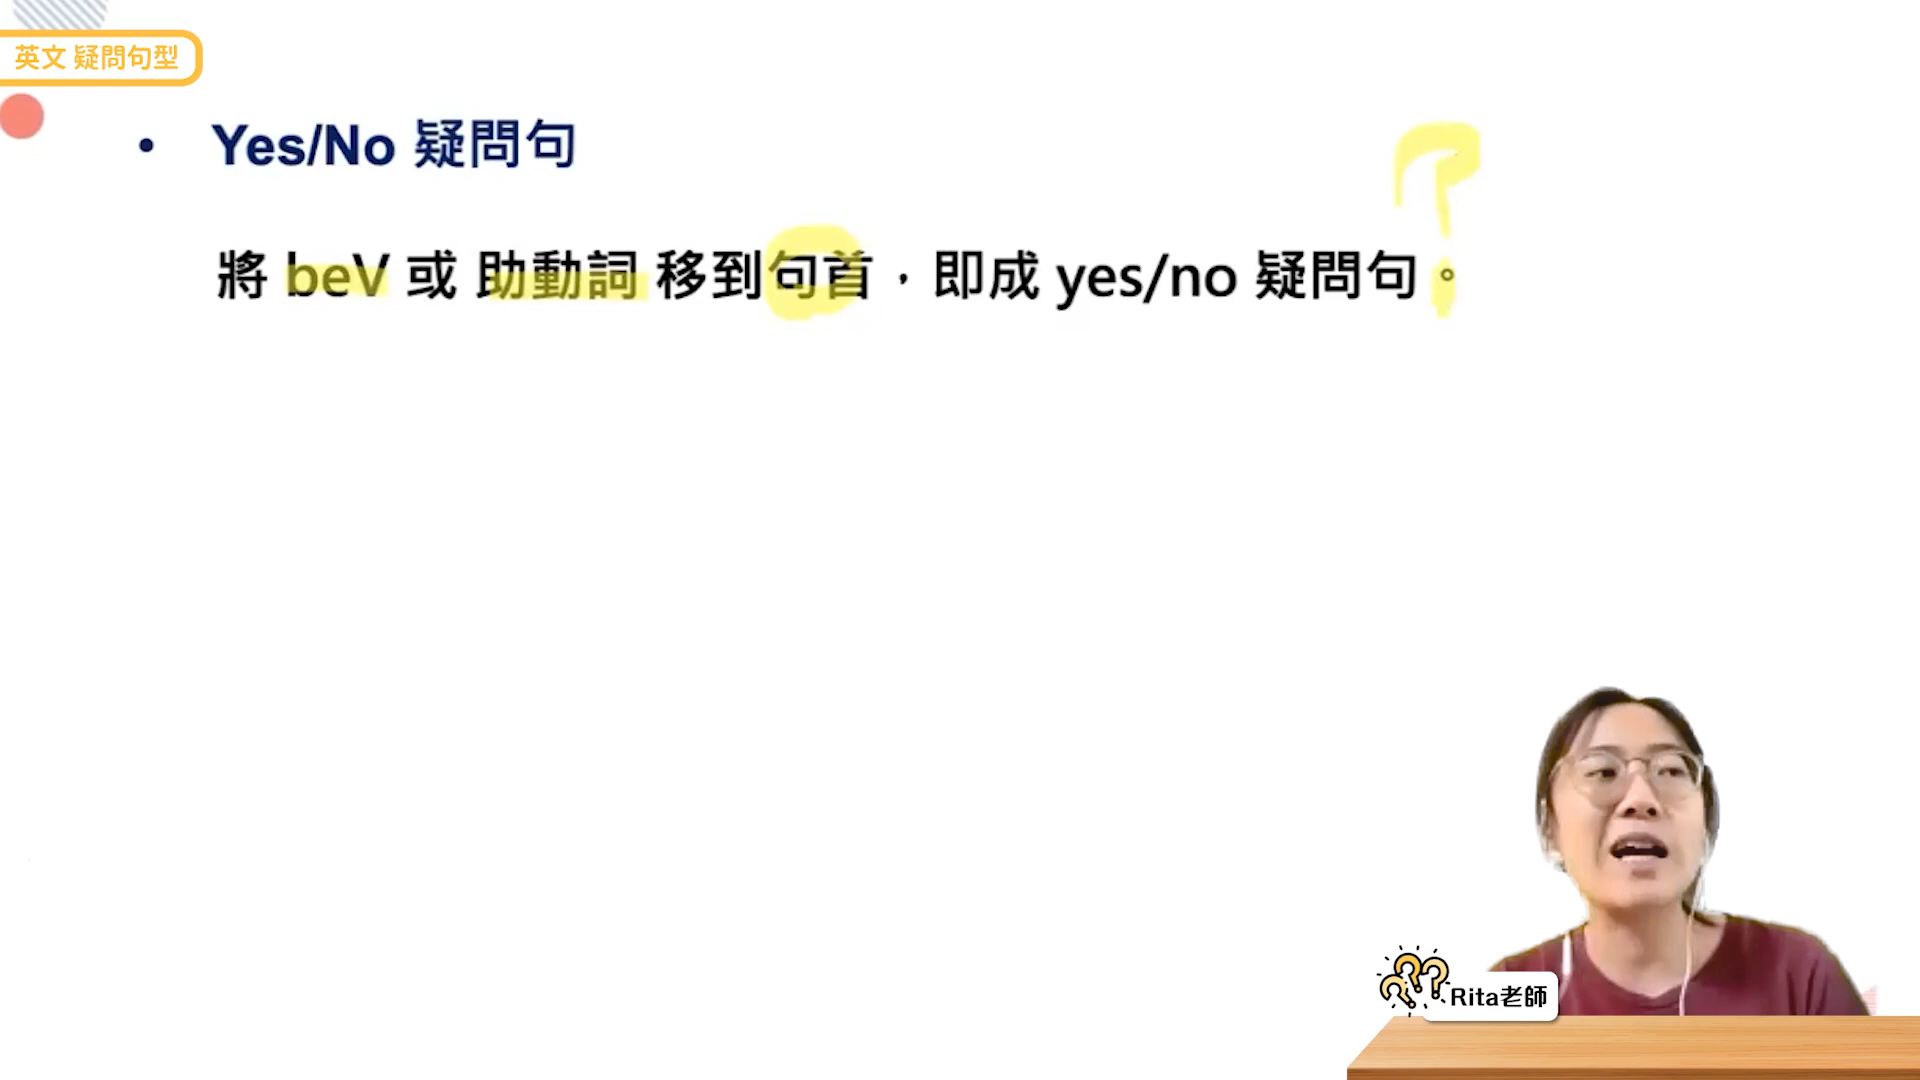 英文 疑問句型
• Yes/No 疑問句
將 beV 或 助動詞 移到句首，即成 yes/no 疑問句。
?
Rita老師